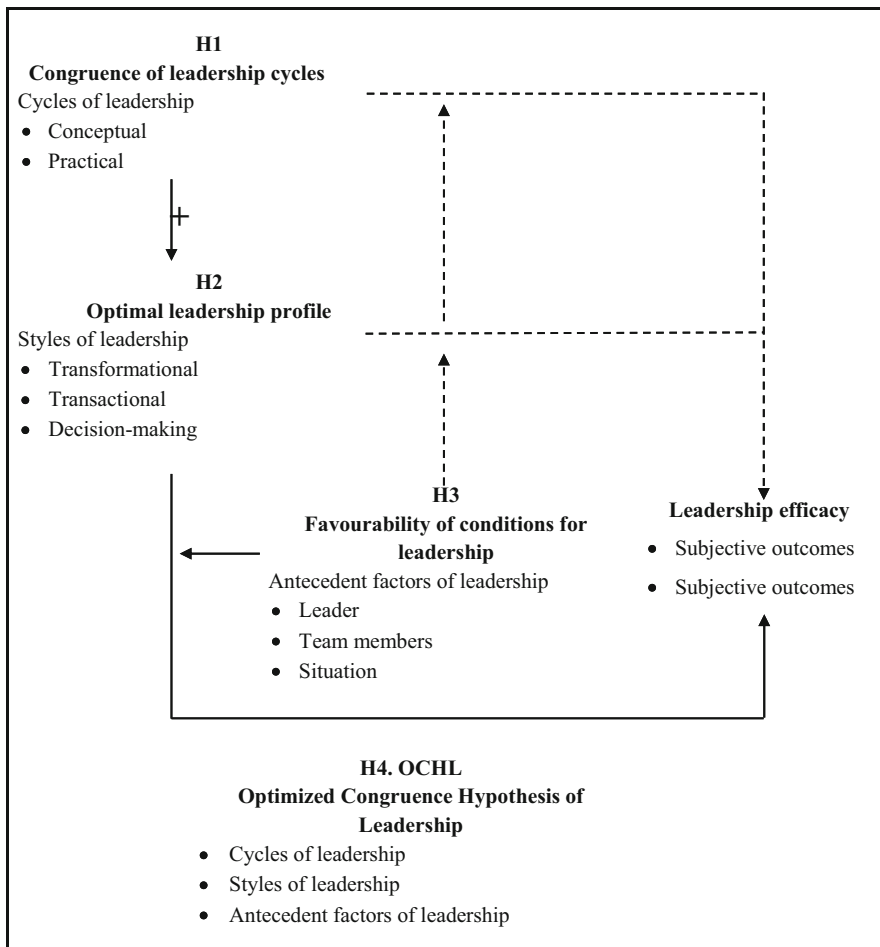 H1
Congruence of leadership cycles
Cycles of leadership
• Conceptual
• Practical
+
H2
Optimal leadership profile
Styles of leadership
• Transformational
• Transactional
• Decision-making
H3
Favourability of conditions for
leadership
Antecedent factors of leadership
• Leader
• Team members
• Situation
Leadership efficacy
• Subjective outcomes
• Subjective outcomes
H4. OCHL
Optimized Congruence Hypothesis of
Leadership
• Cycles of leadership
• Styles of leadership
• Antecedent factors of leadership